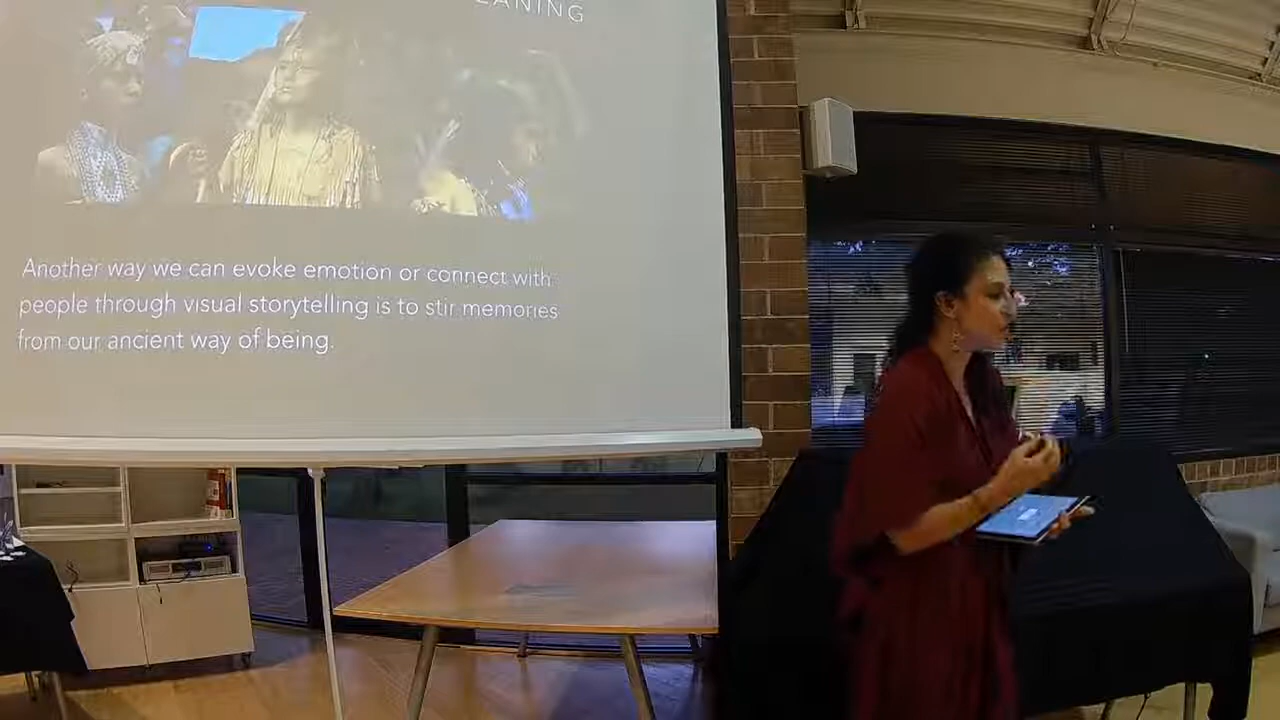 EANING
Another way we can evoke emotion or connect with
people through visual storytelling is to stir memories
from our ancient way of being.